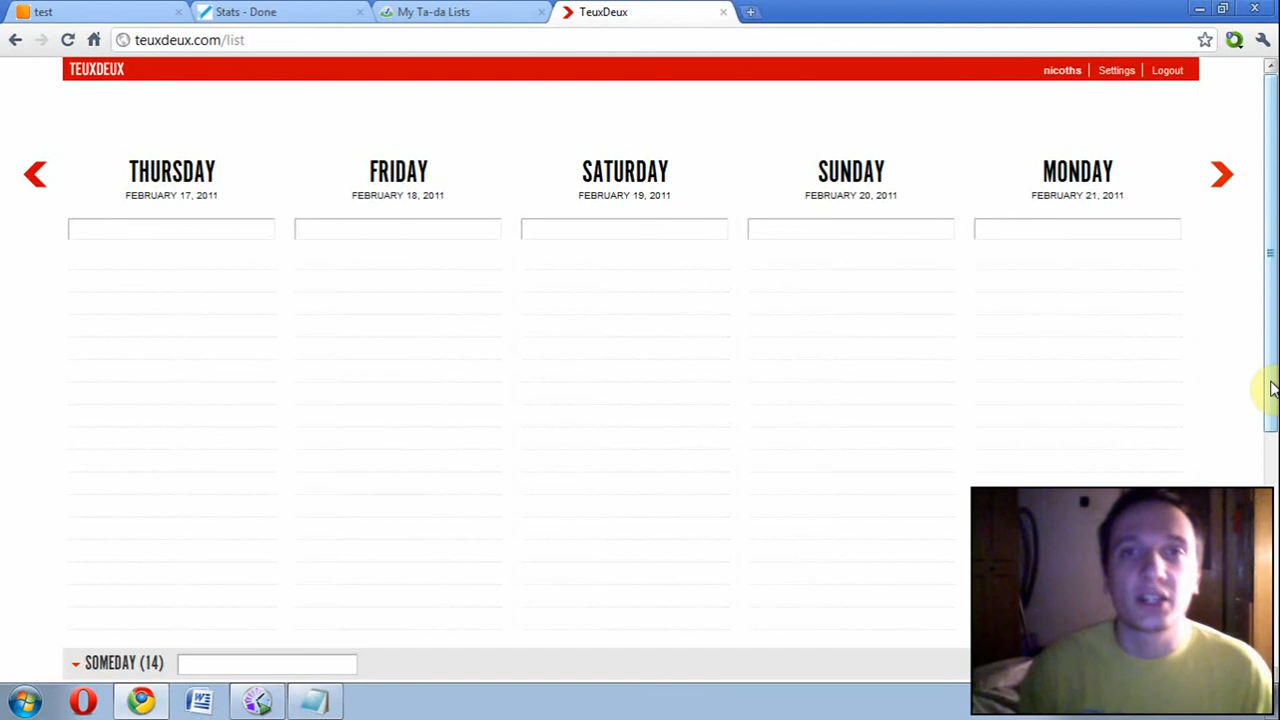 test
Stats - Done
My Ta-da Lists
TeuxDeux
teuxdeux.com/list
TEUXDEUX
nicoths
Settings
Logout
THURSDAY
FEBRUARY 17, 2011
FRIDAY
FEBRUARY 18, 2011
SATURDAY
FEBRUARY 19, 2011
SUNDAY
FEBRUARY 20, 2011
MONDAY
FEBRUARY 21, 2011
SOMEDAY (14)